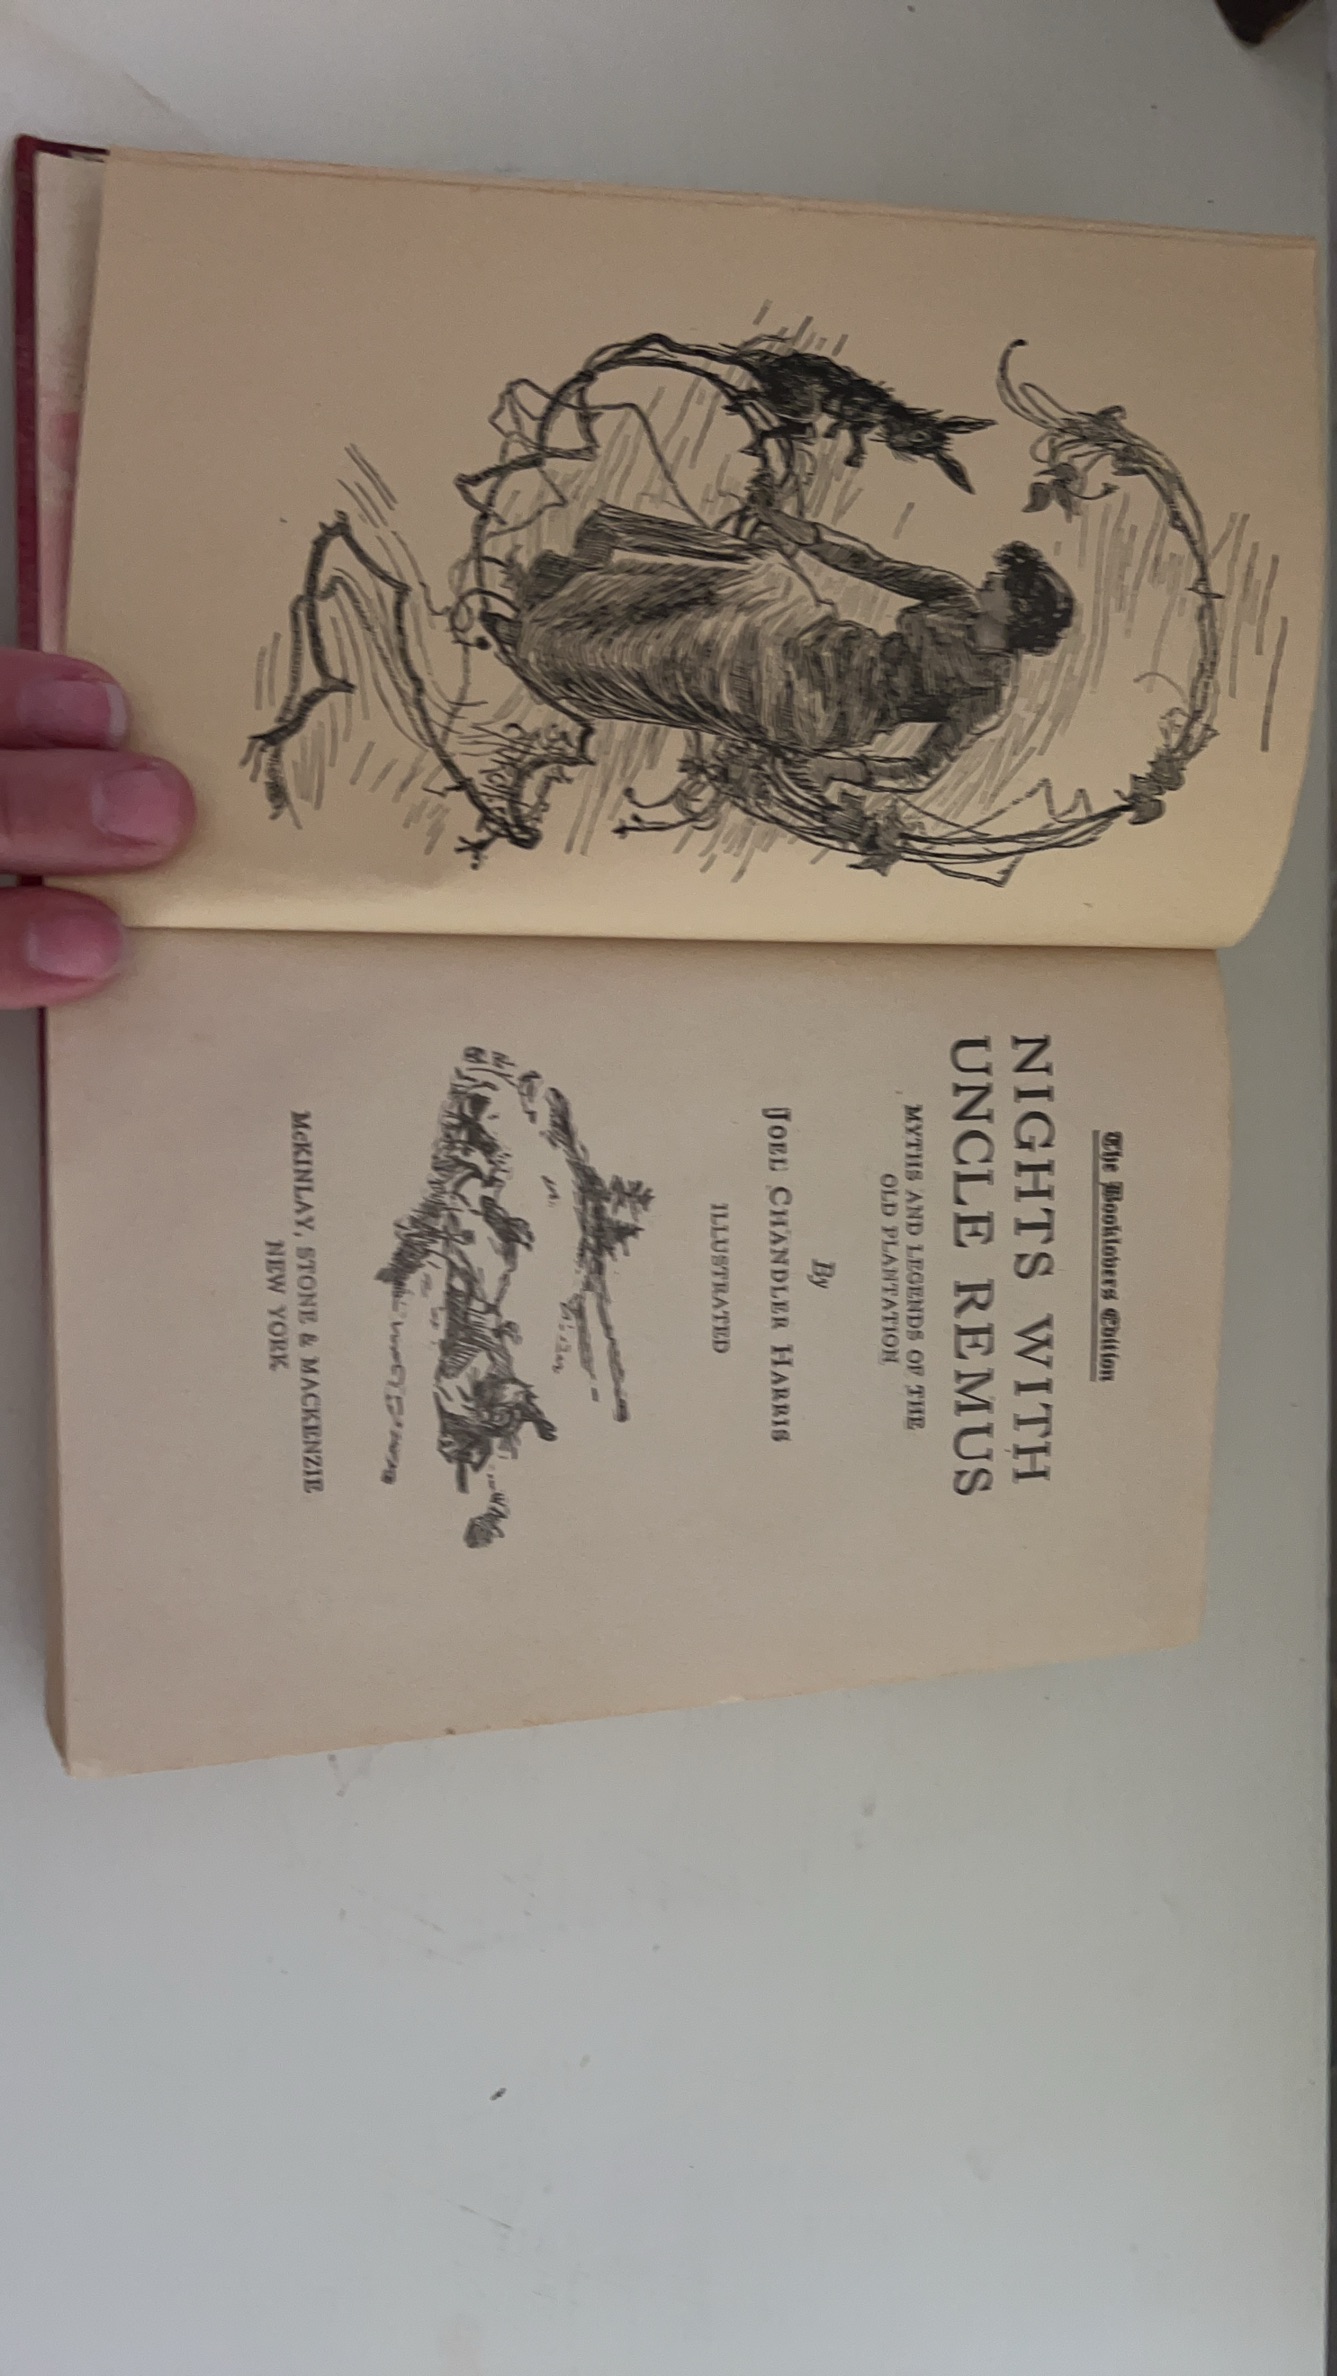 The Booklovers Edition
NIGHTS WITH
UNCLE REMUS
MYTHS AND LEGENDS OF THE
OLD PLANTATION
By
JOEL CHANDLER HARRIS
ILLUSTRATED
McKINLAY, STONE & MACKENZIE
NEW YORK